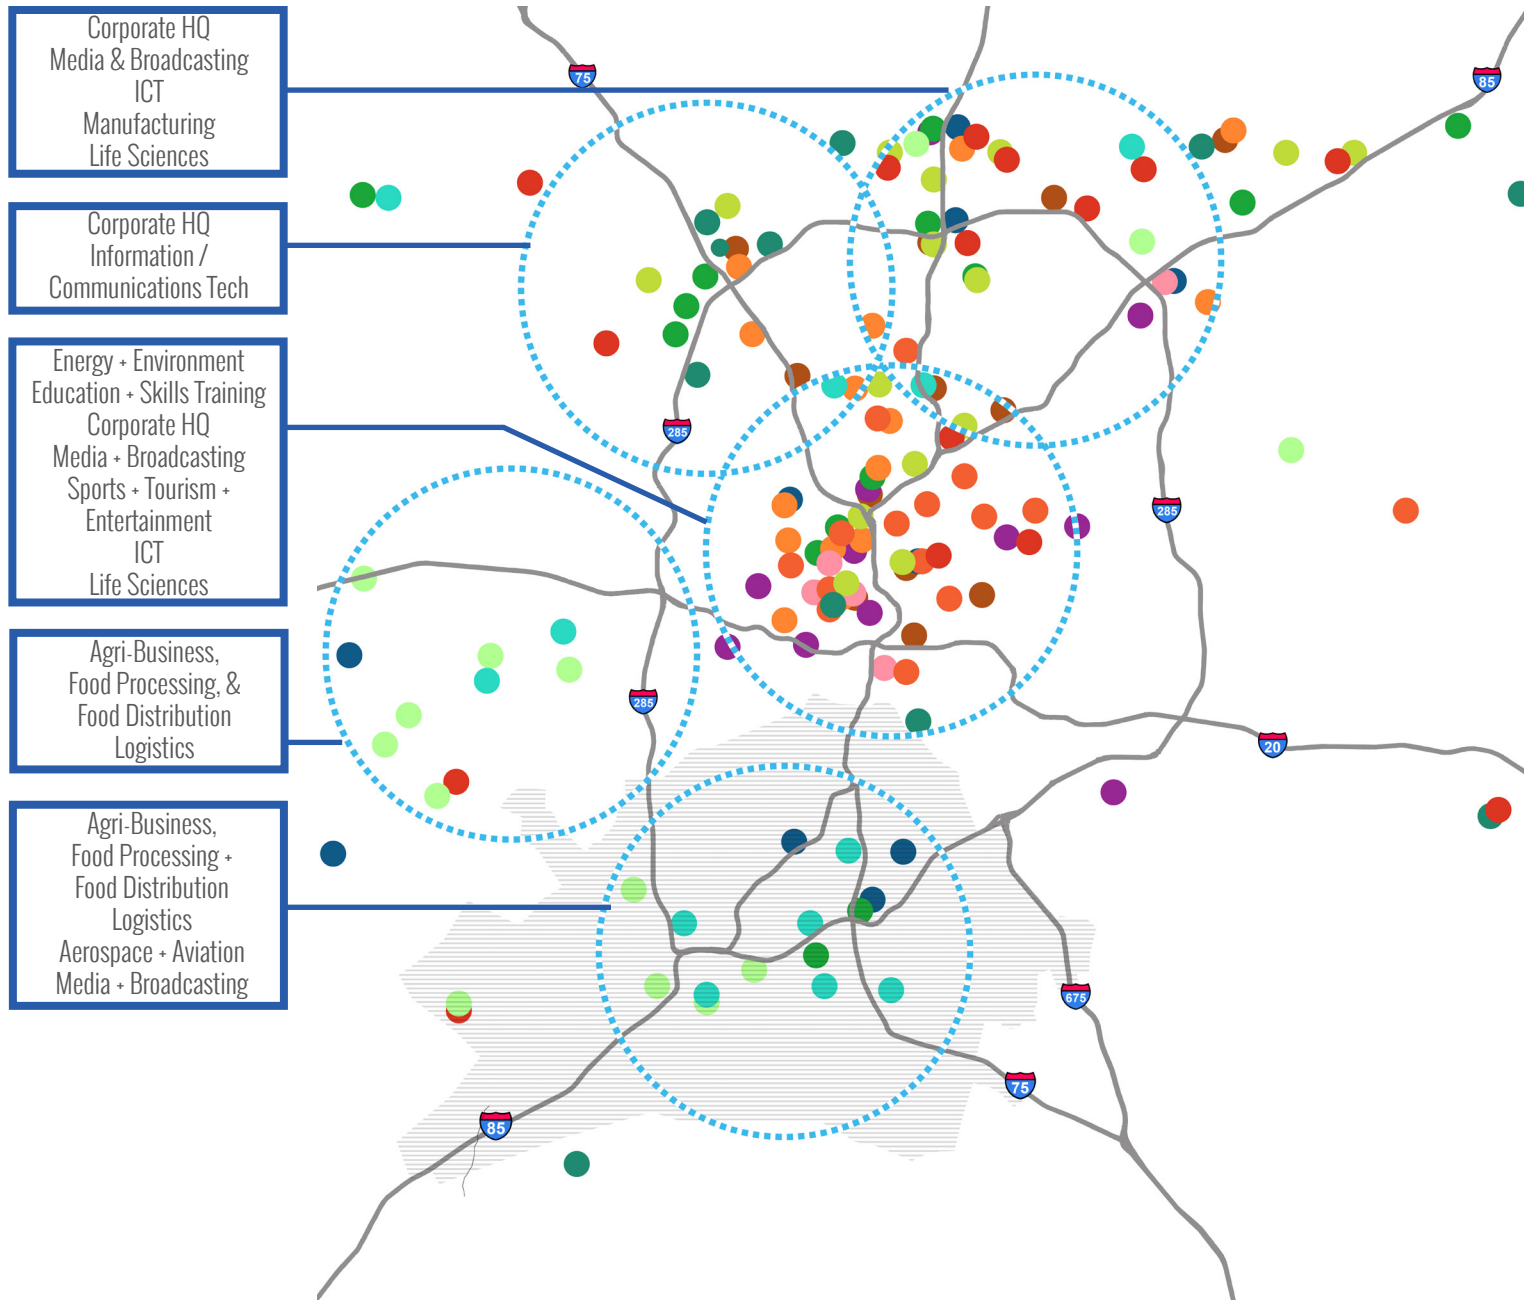 Corporate HQ
Media & Broadcasting
ICT
Manufacturing
Life Sciences
Corporate HQ
Information /
Communications Tech
Energy + Environment
Education + Skills Training
Corporate HQ
Media + Broadcasting
Sports + Tourism +
Entertainment
ICT
Life Sciences
Agri-Business,
Food Processing, &
Food Distribution
Logistics
Agri-Business,
Food Processing +
Food Distribution
Logistics
Aerospace + Aviation
Media + Broadcasting
75
85
285
285
285
20
675
75
85